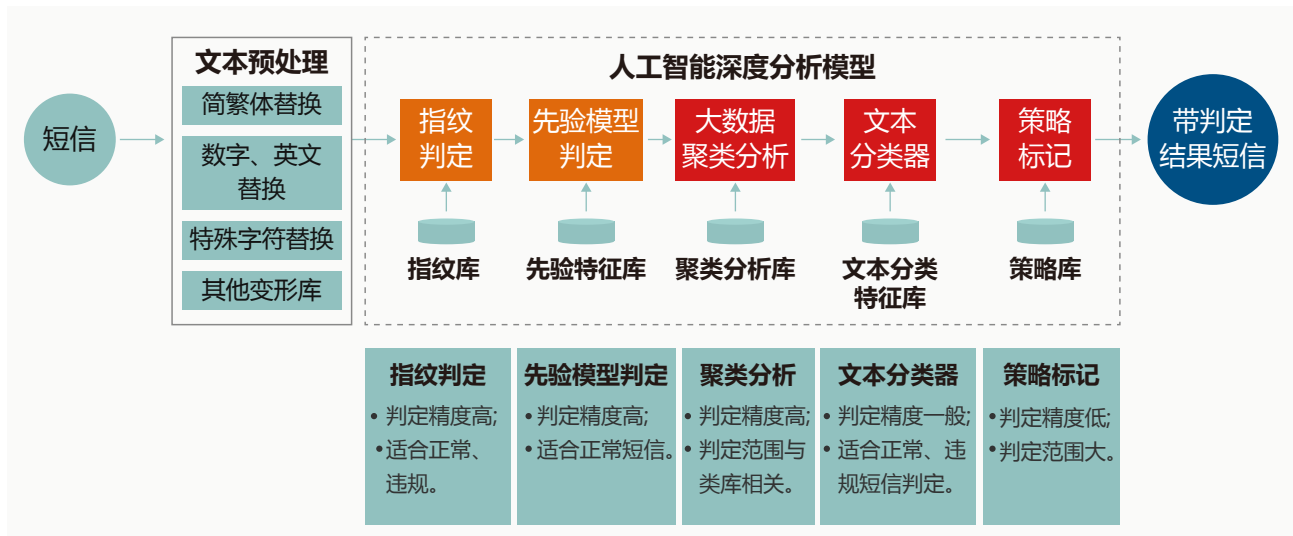 文本预处理
人工智能深度分析模型
短信
简繁体替换
数字、英文
替换
特殊字符替换
其他变形库
指纹
判定
先验模型
判定
大数据
聚类分析
文本
分类器
策略
标记
带判定
结果短信
指纹库
先验特征库
聚类分析库
文本分类
特征库
策略库
指纹判定
• 判定精度高;
• 适合正常、
违规。
先验模型判定
• 判定精度高;
• 适合正常短信。
聚类分析
• 判定精度高;
• 判定范围与
类库相关。
文本分类器
• 判定精度一般;
• 适合正常、违
规短信判定。
策略标记
• 判定精度低;
• 判定范围大。